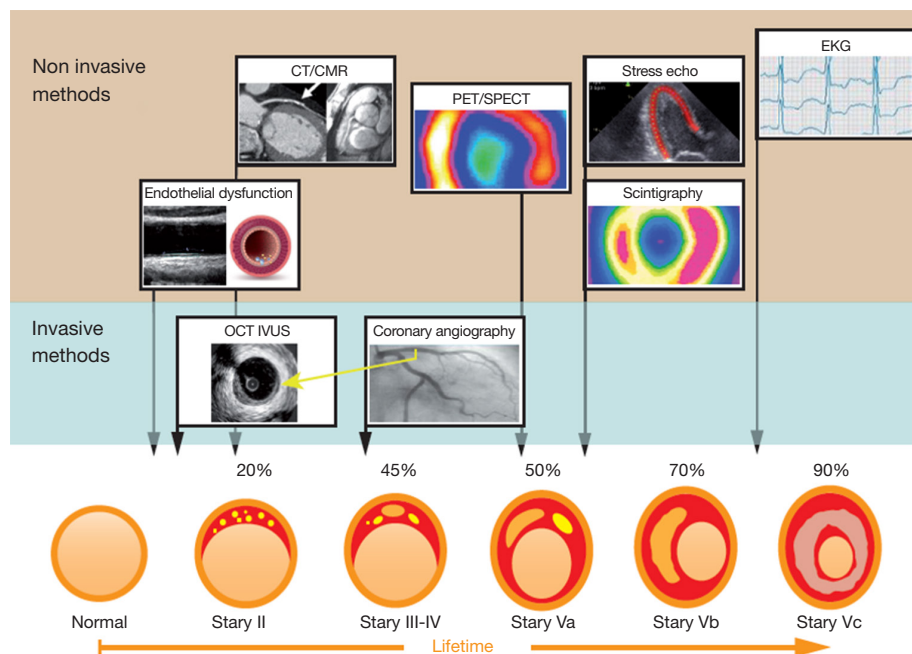 Non invasive
methods
CT/CMR
PET/SPECT
Stress echo
EKG
Endothelial dysfunction
Scintigraphy
Invasive
methods
OCT IVUS
Coronary angiography
20%
45%
50%
70%
90%
Normal
Stary II
Stary III-IV
Stary Va
Stary Vb
Stary Vc
Lifetime